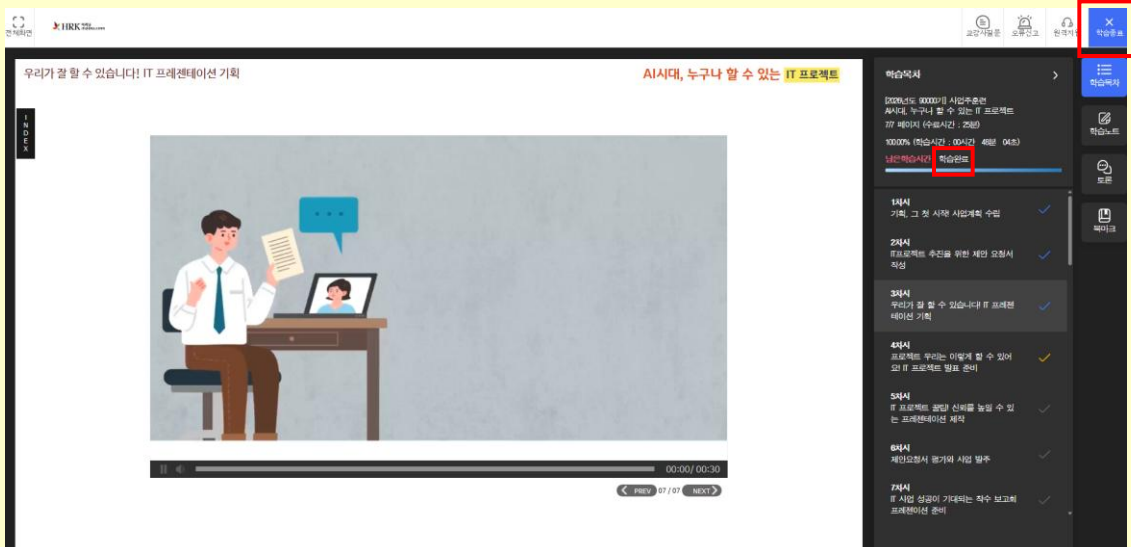 전체화면
HRK
교강사질문
오류신고
원격지원
학습종료
우리가 잘 할 수 있습니다! IT 프레젠테이션 기획
AI시대, 누구나 할 수 있는 IT 프로젝트
INDEX
학습목차
[2026년도 90000기] 사업주훈련
AI시대, 누구나 할 수 있는 IT 프로젝트
7/7 페이지 (수료시간 : 25분)
100.00% (학습시간 : 00시간 46분 04초)
남은학습시간 학습완료
1차시
기획, 그 첫 시작! 사업계획 수립
2차시
IT프로젝트 추진을 위한 제안 요청서
작성
3차시
우리가 잘 할 수 있습니다! IT 프레젠
테이션 기획
4차시
프로젝트 우리는 이렇게 할 수 있어
요! IT 프로젝트 발표 준비
5차시
IT 프로젝트 꿀팁! 신뢰를 높일 수 있
는 프레젠테이션 제작
6차시
제안요청서 평가와 사업 발주
7차시
IT 사업 성공이 기대되는 착수 보고회
프레젠이션 준비
학습목차
학습노트
토론
북마크
00:00/ 00:30
PREV 07 / 07 NEXT